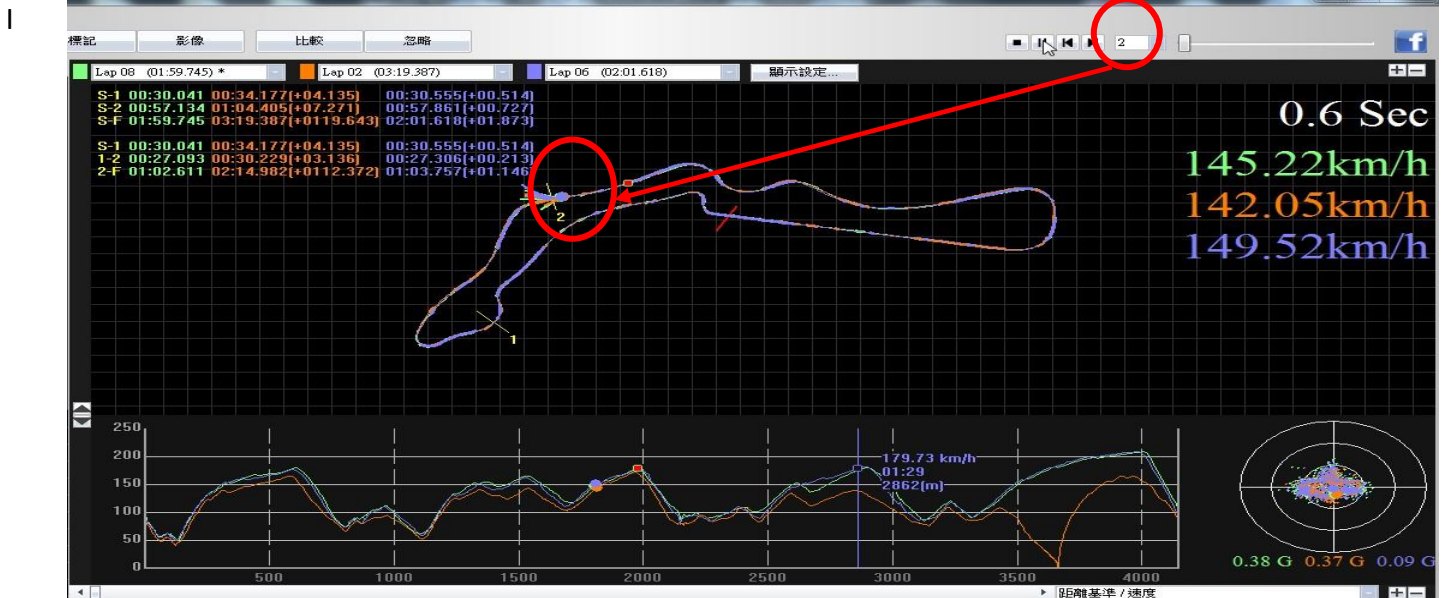 I
標記 影像 比較 忽略 2 f
Lap 08 (01:59.745) * Lap 02 (03:19.387) Lap 06 (02:01.618) 顯示設定...
S-1 00:30.041 00:34.177(+04.135) 00:30.555(+00.514)
S-2 00:57.134 01:04.405(+07.271) 00:57.861(+00.727)
S-F 01:59.745 03:19.387(+0119.643) 02:01.618(+01.873)
S-1 00:30.041 00:34.177(+04.135) 00:30.555(+00.514)
1-2 00:27.093 00:30.229(+03.136) 00:27.306(+00.213)
2-F 01:02.611 02:14.982(+0112.372) 01:03.757(+01.146)
0.6 Sec
145.22km/h
142.05km/h
149.52km/h
2
1
250
200
150
100
50
0
179.73 km/h
01:29
2862(m)
500 1000 1500 2000 2500 3000 3500 4000
0.38 G 0.37 G 0.09 G
距離基準 / 速度